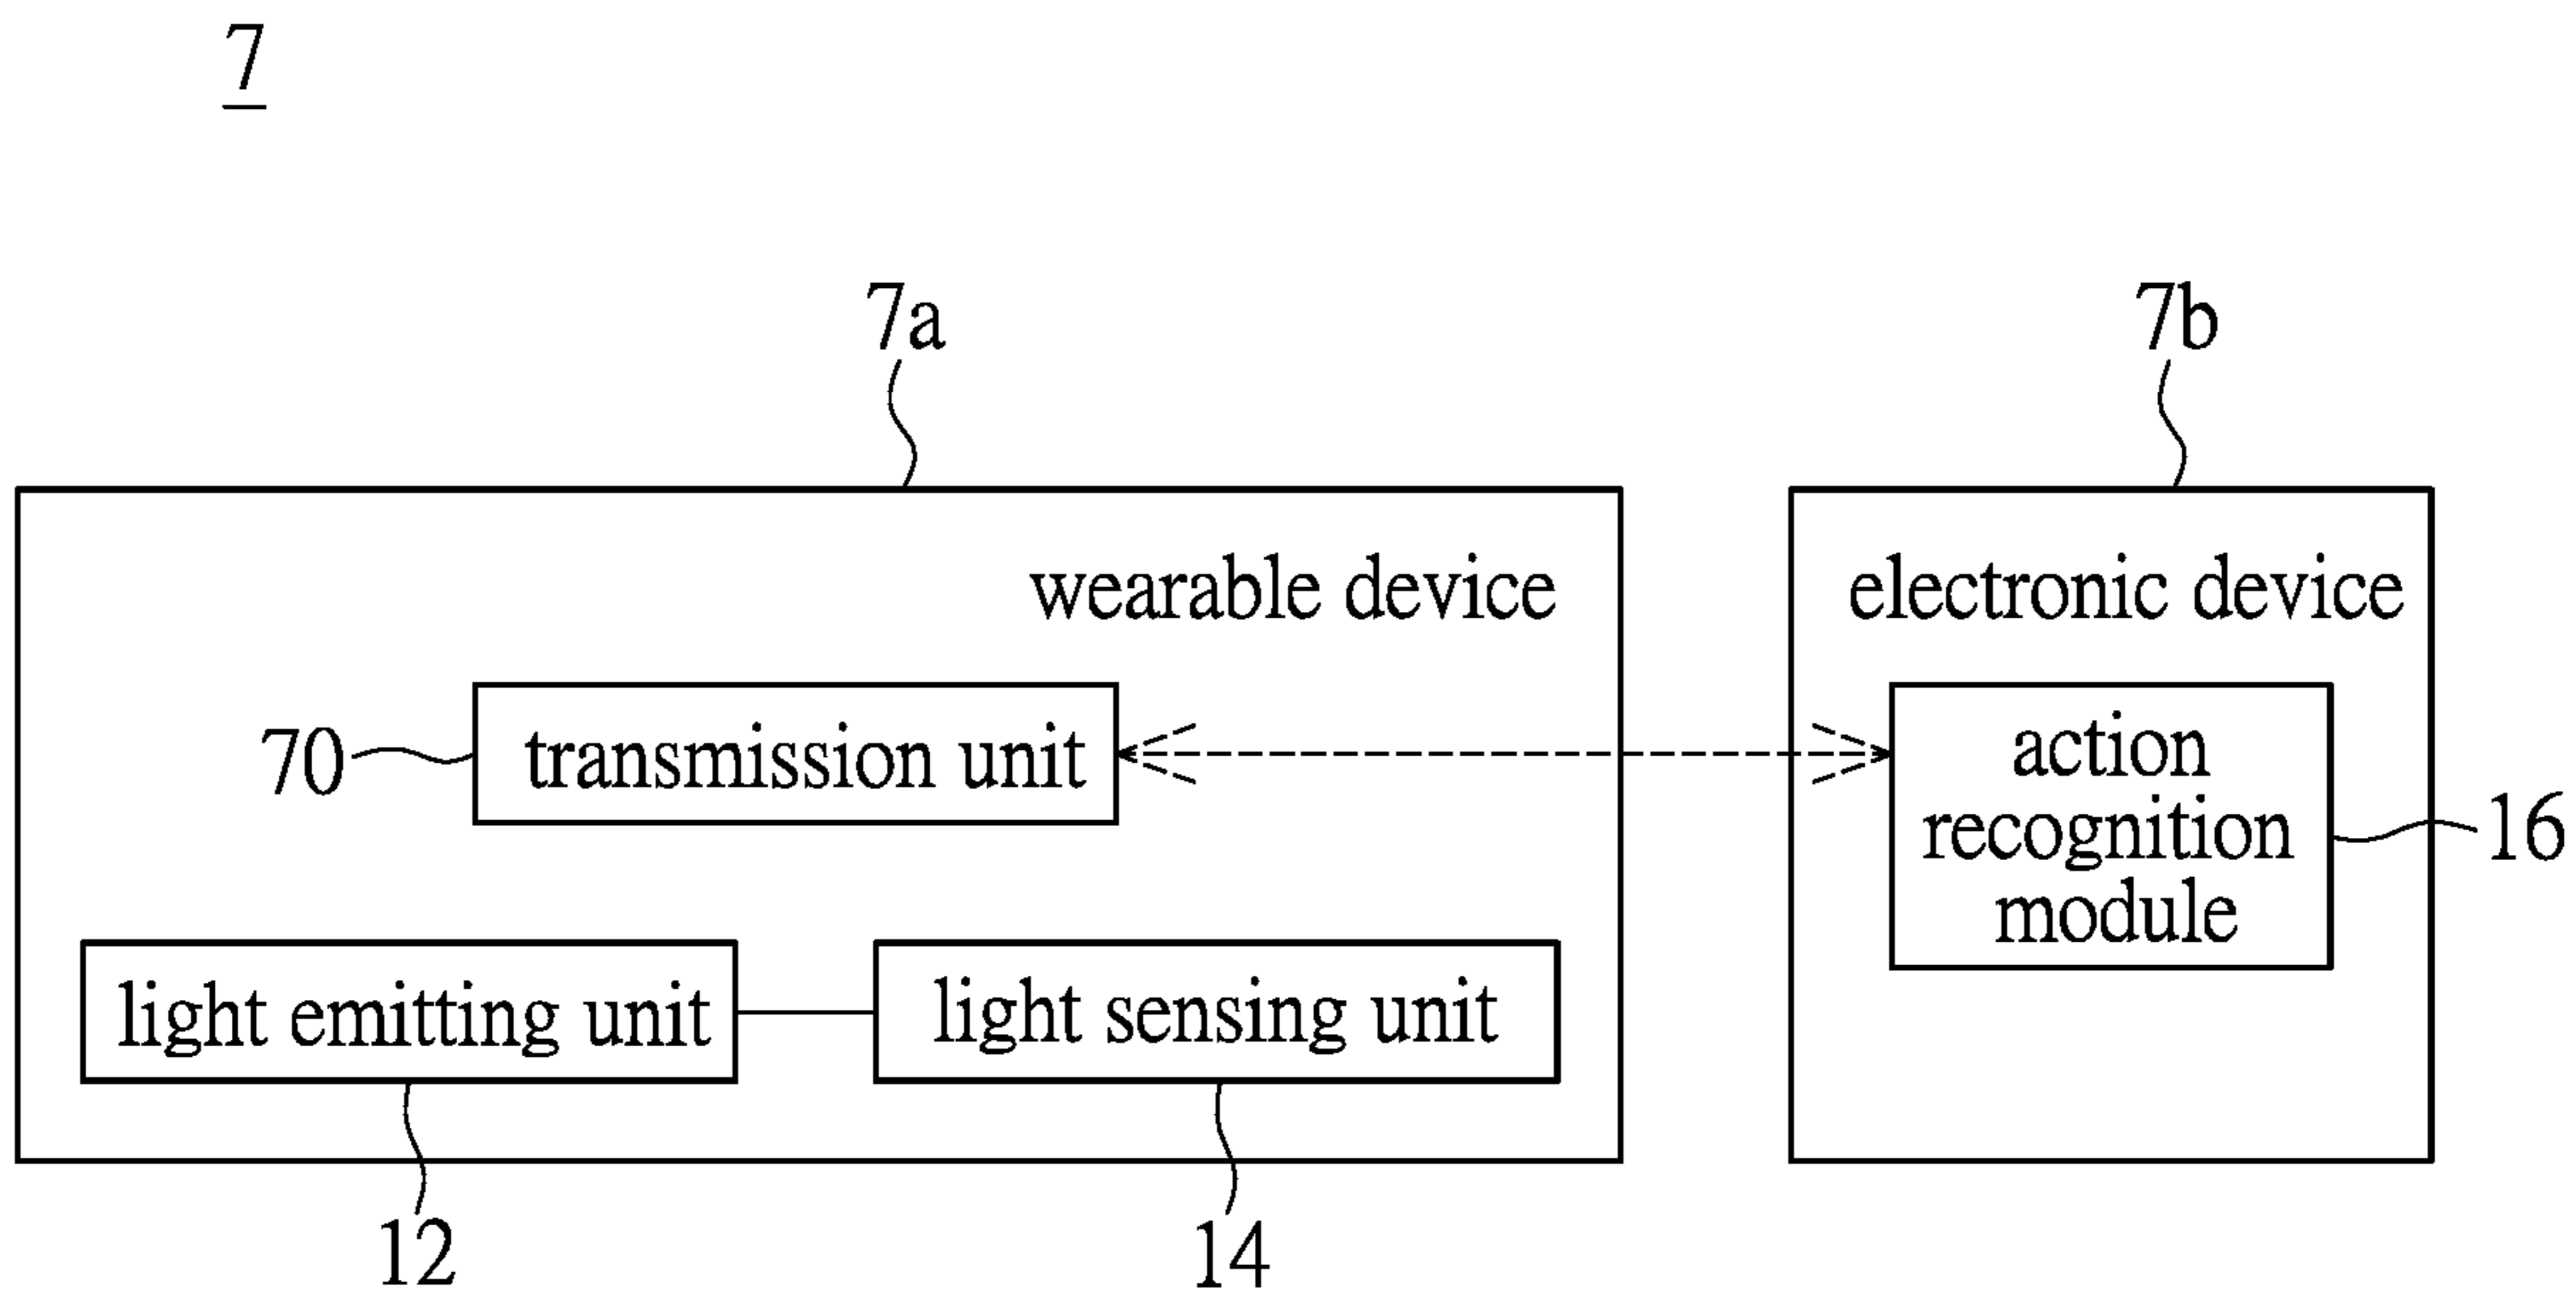 7
7a
7b
wearable device
electronic device
70
transmission unit
action
recognition
module
16
light emitting unit
light sensing unit
12
14